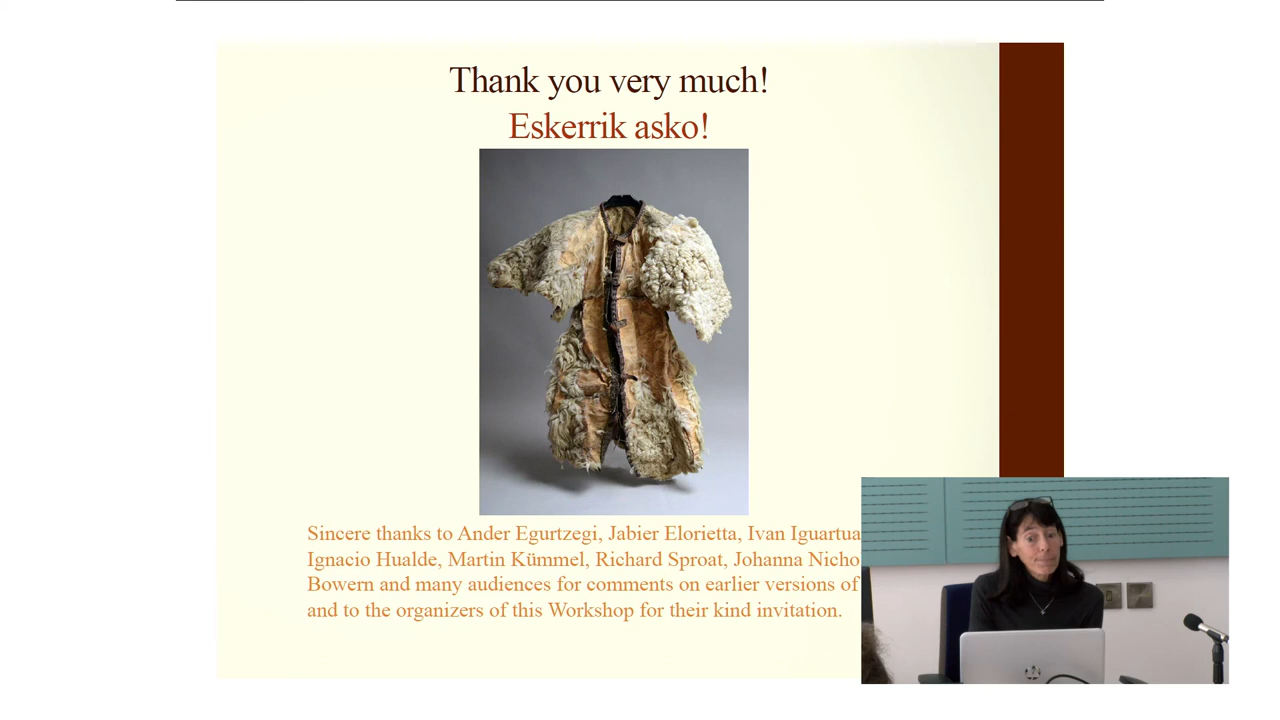 Thank you very much!
Eskerrik asko!
Sincere thanks to Ander Egurtzegi, Jabier Elorietta, Ivan Iguartua
Ignacio Hualde, Martin Kümmel, Richard Sproat, Johanna Nicho
Bowern and many audiences for comments on earlier versions of
and to the organizers of this Workshop for their kind invitation.